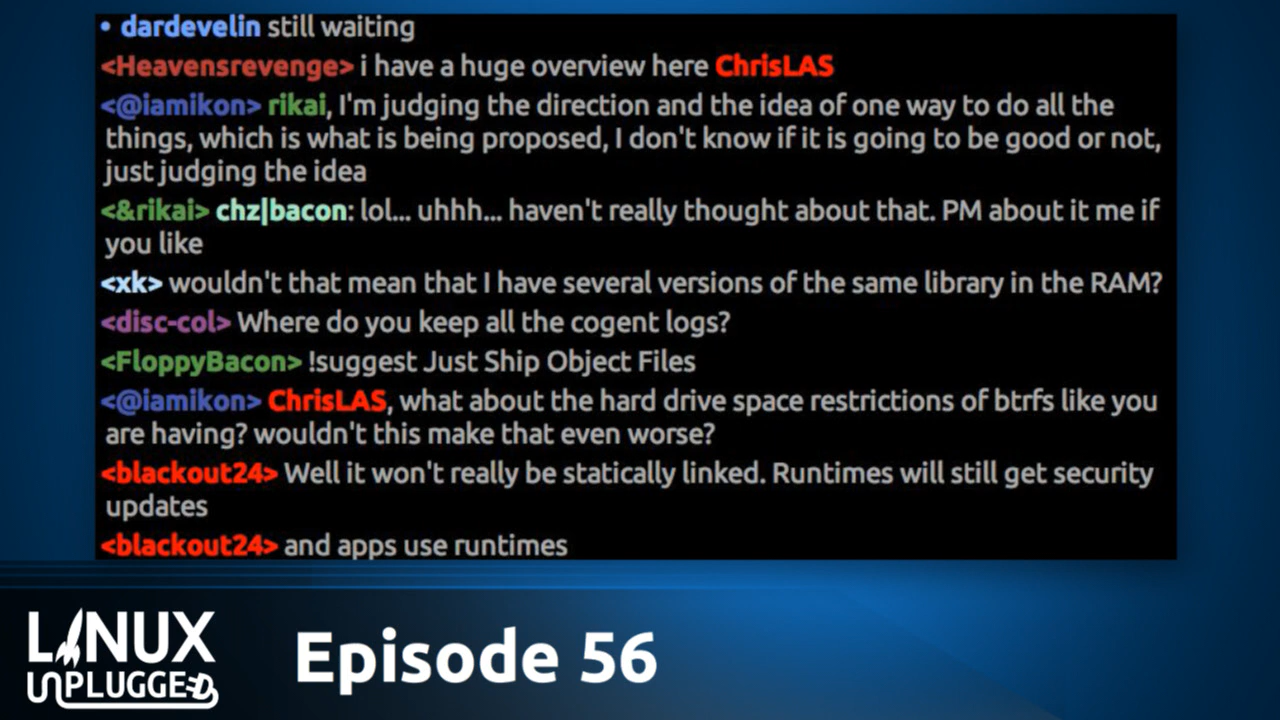 • dardevelin still waiting
<Heavensrevenge> i have a huge overview here ChrisLAS
<@iamikon> rikai, I'm judging the direction and the idea of one way to do all the
things, which is what is being proposed, I don't know if it is going to be good or not,
just judging the idea
<&rikai> chz|bacon: lol... uhhh... haven't really thought about that. PM about it me if
you like
<xk> wouldn't that mean that I have several versions of the same library in the RAM?
<disc-col> Where do you keep all the cogent logs?
<FloppyBacon> !suggest Just Ship Object Files
<@iamikon> ChrisLAS, what about the hard drive space restrictions of btrfs like you
are having? wouldn't this make that even worse?
<blackout24> Well it won't really be statically linked. Runtimes will still get security
updates
<blackout24> and apps use runtimes
LINUX
UNPLUGGED
Episode 56